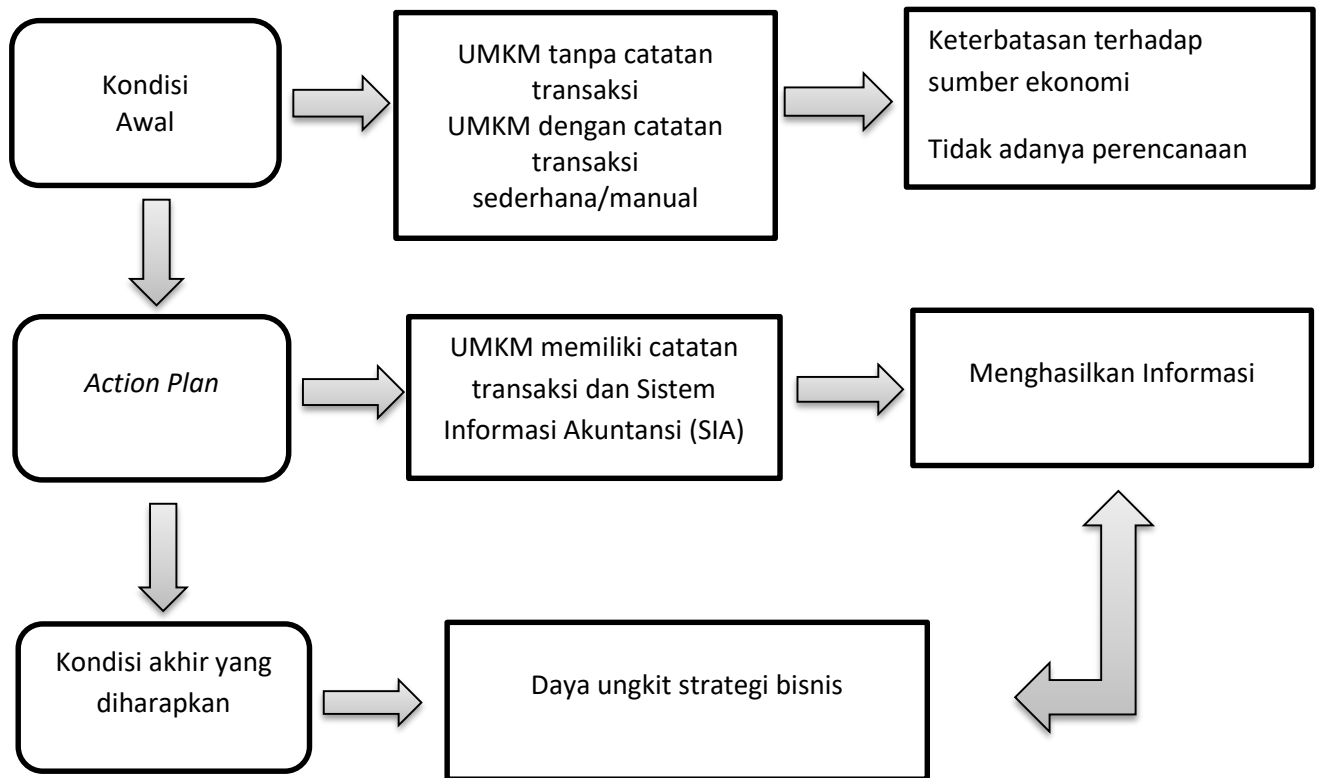 Kondisi
Awal
UMKM tanpa catatan
transaksi
UMKM dengan catatan
transaksi
sederhana/manual
Keterbatasan terhadap
sumber ekonomi
Tidak adanya perencanaan
Action Plan
UMKM memiliki catatan
transaksi dan Sistem
Informasi Akuntansi (SIA)
Menghasilkan Informasi
Kondisi akhir yang
diharapkan
Daya ungkit strategi bisnis